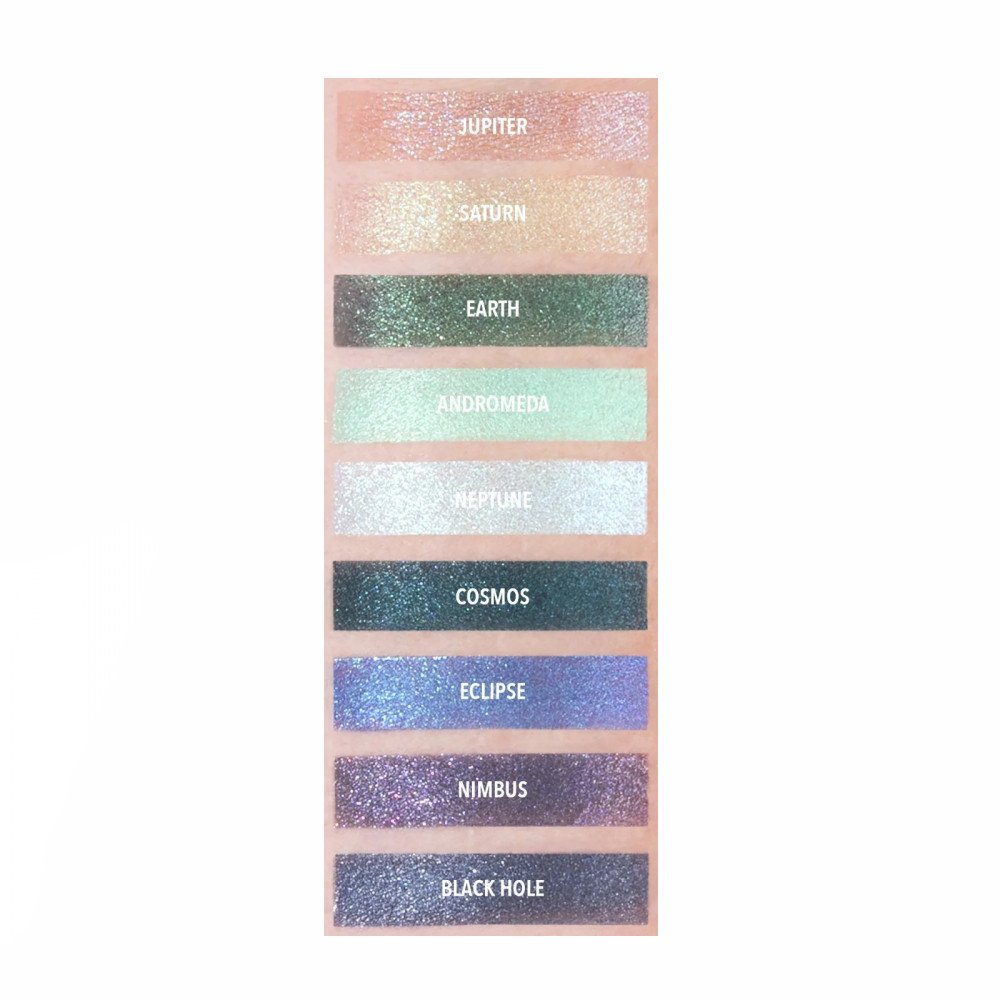 JUPITER
SATURN
EARTH
ANDROMEDA
NEPTUNE
COSMOS
ECLIPSE
NIMBUS
BLACK HOLE